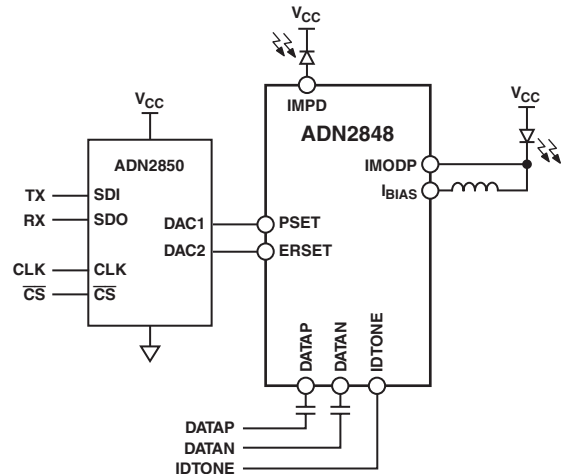 VCC
IMPD
VCC
VCC
ADN2848
ADN2850
IMODP
IBIAS
TX SDI
RX SDO
DAC1 PSET
DAC2 ERSET
CLK CLK
CS CS
DATAP
DATAN
IDTONE
DATAP
DATAN
IDTONE